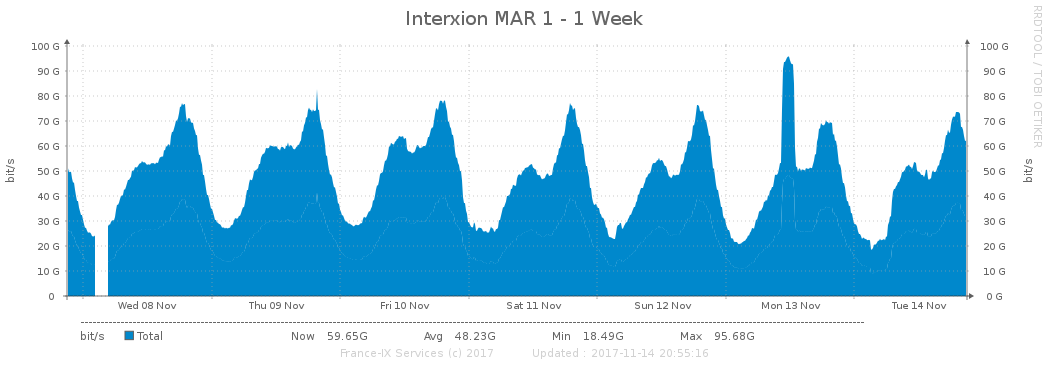 Interxion MAR 1 - 1 Week
RRDTOOL / TOBI OETIKER
bit/s
100 G
90 G
80 G
70 G
60 G
50 G
40 G
30 G
20 G
10 G
0
100 G
90 G
80 G
70 G
60 G
50 G
40 G
30 G
20 G
10 G
0 G
bit/s
Wed 08 Nov Thu 09 Nov Fri 10 Nov Sat 11 Nov Sun 12 Nov Mon 13 Nov Tue 14 Nov
bit/s Total Now 59.65G Avg 48.23G Min 18.49G Max 95.68G
France-IX Services (c) 2017 Updated : 2017-11-14 20:55:16